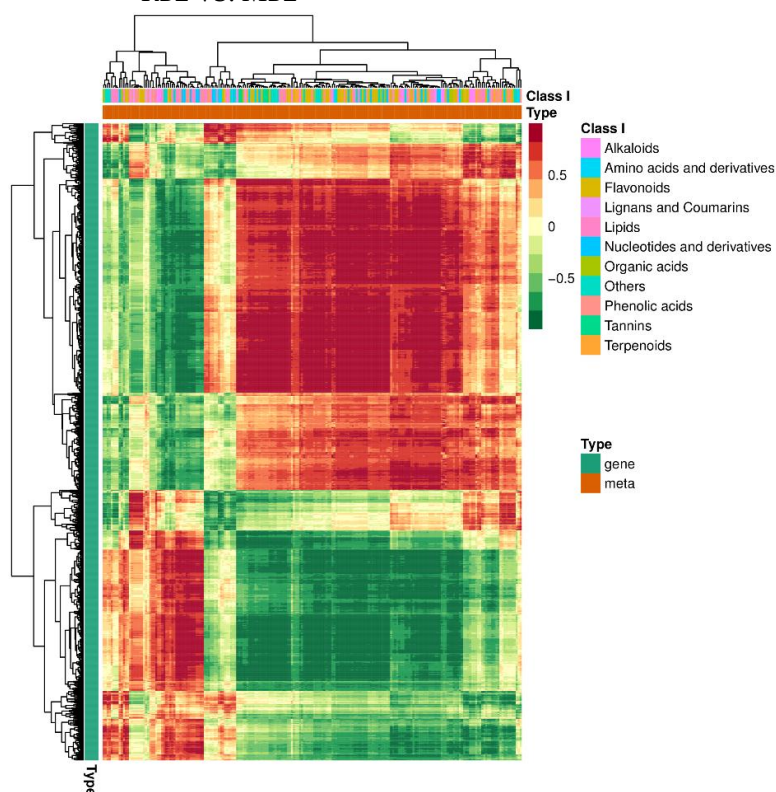 Class I
Type
Class I
Alkaloids
Amino acids and derivatives
Flavonoids
Lignans and Coumarins
Lipids
Nucleotides and derivatives
Organic acids
Others
Phenolic acids
Tannins
Terpenoids
0.5
0
−0.5
Type
gene
meta
Type